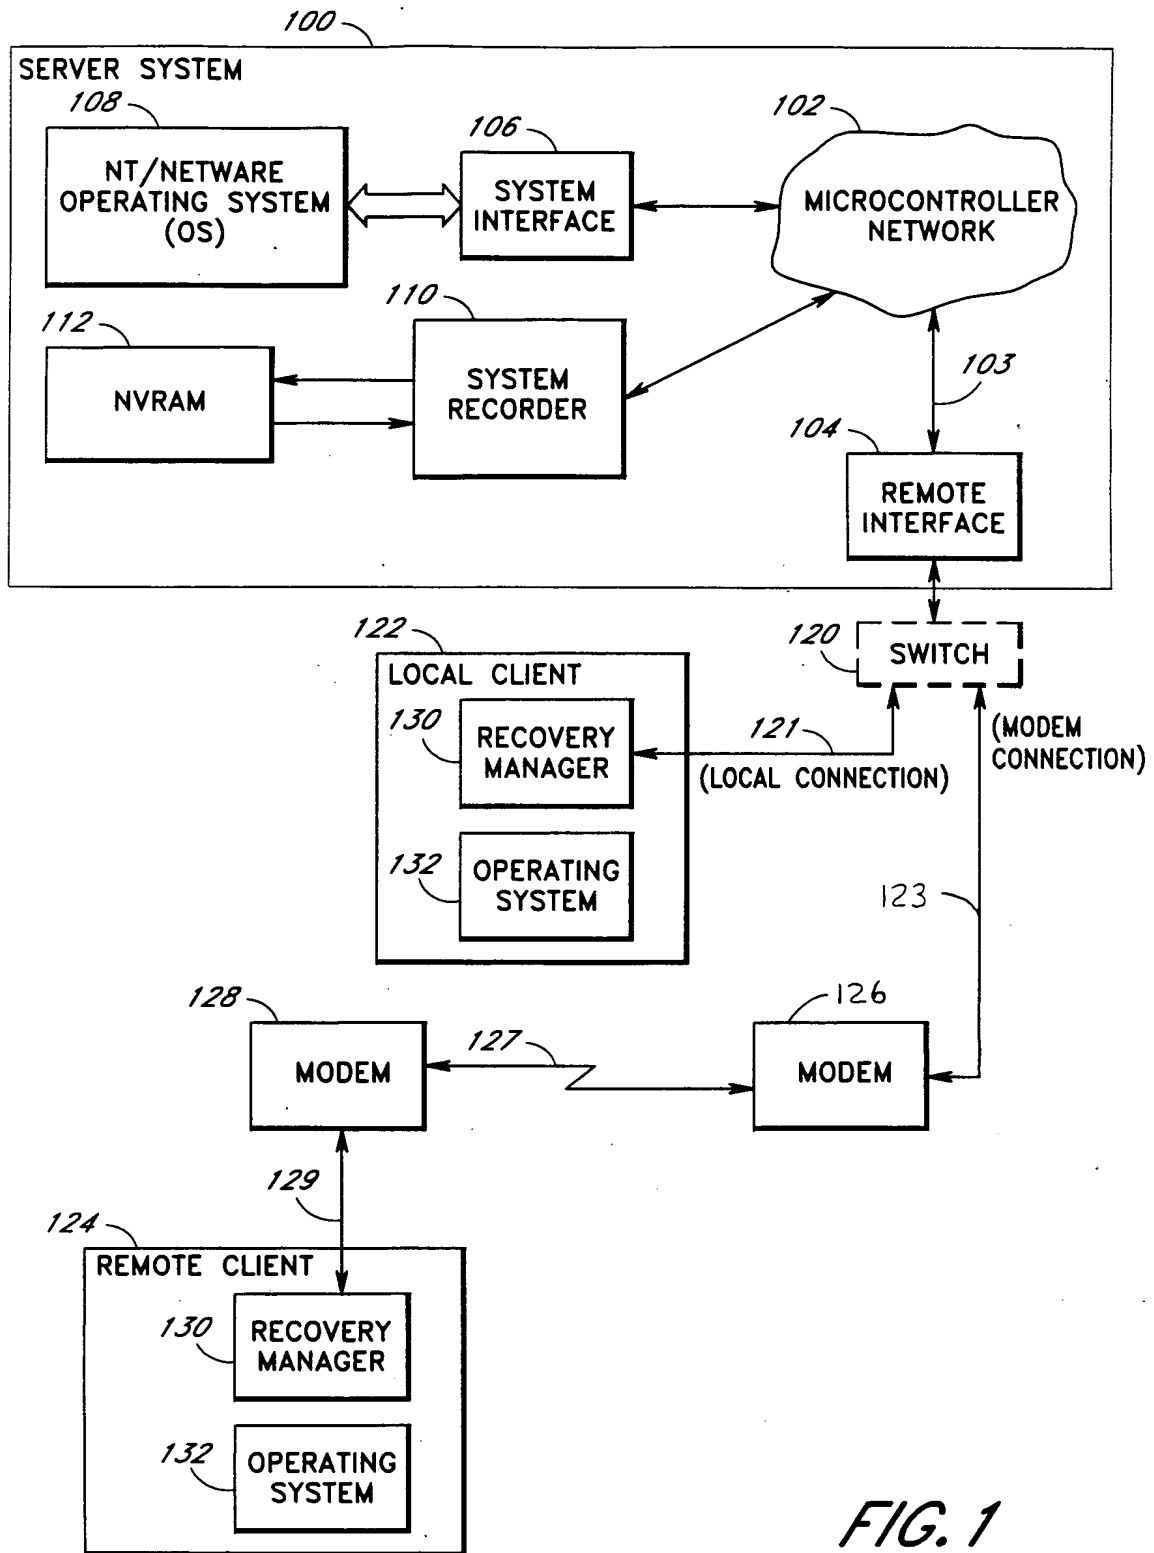 100
SERVER SYSTEM
108
NT/NETWARE
OPERATING SYSTEM
(OS)
106
SYSTEM
INTERFACE
102
MICROCONTROLLER
NETWORK
112
NVRAM
110
SYSTEM
RECORDER
103
104
REMOTE
INTERFACE
120
SWITCH
122
LOCAL CLIENT
130
RECOVERY
MANAGER
121
(LOCAL CONNECTION)
(MODEM
CONNECTION)
132
OPERATING
SYSTEM
123
128
MODEM
127
126
MODEM
129
124
REMOTE CLIENT
130
RECOVERY
MANAGER
132
OPERATING
SYSTEM
FIG. 1